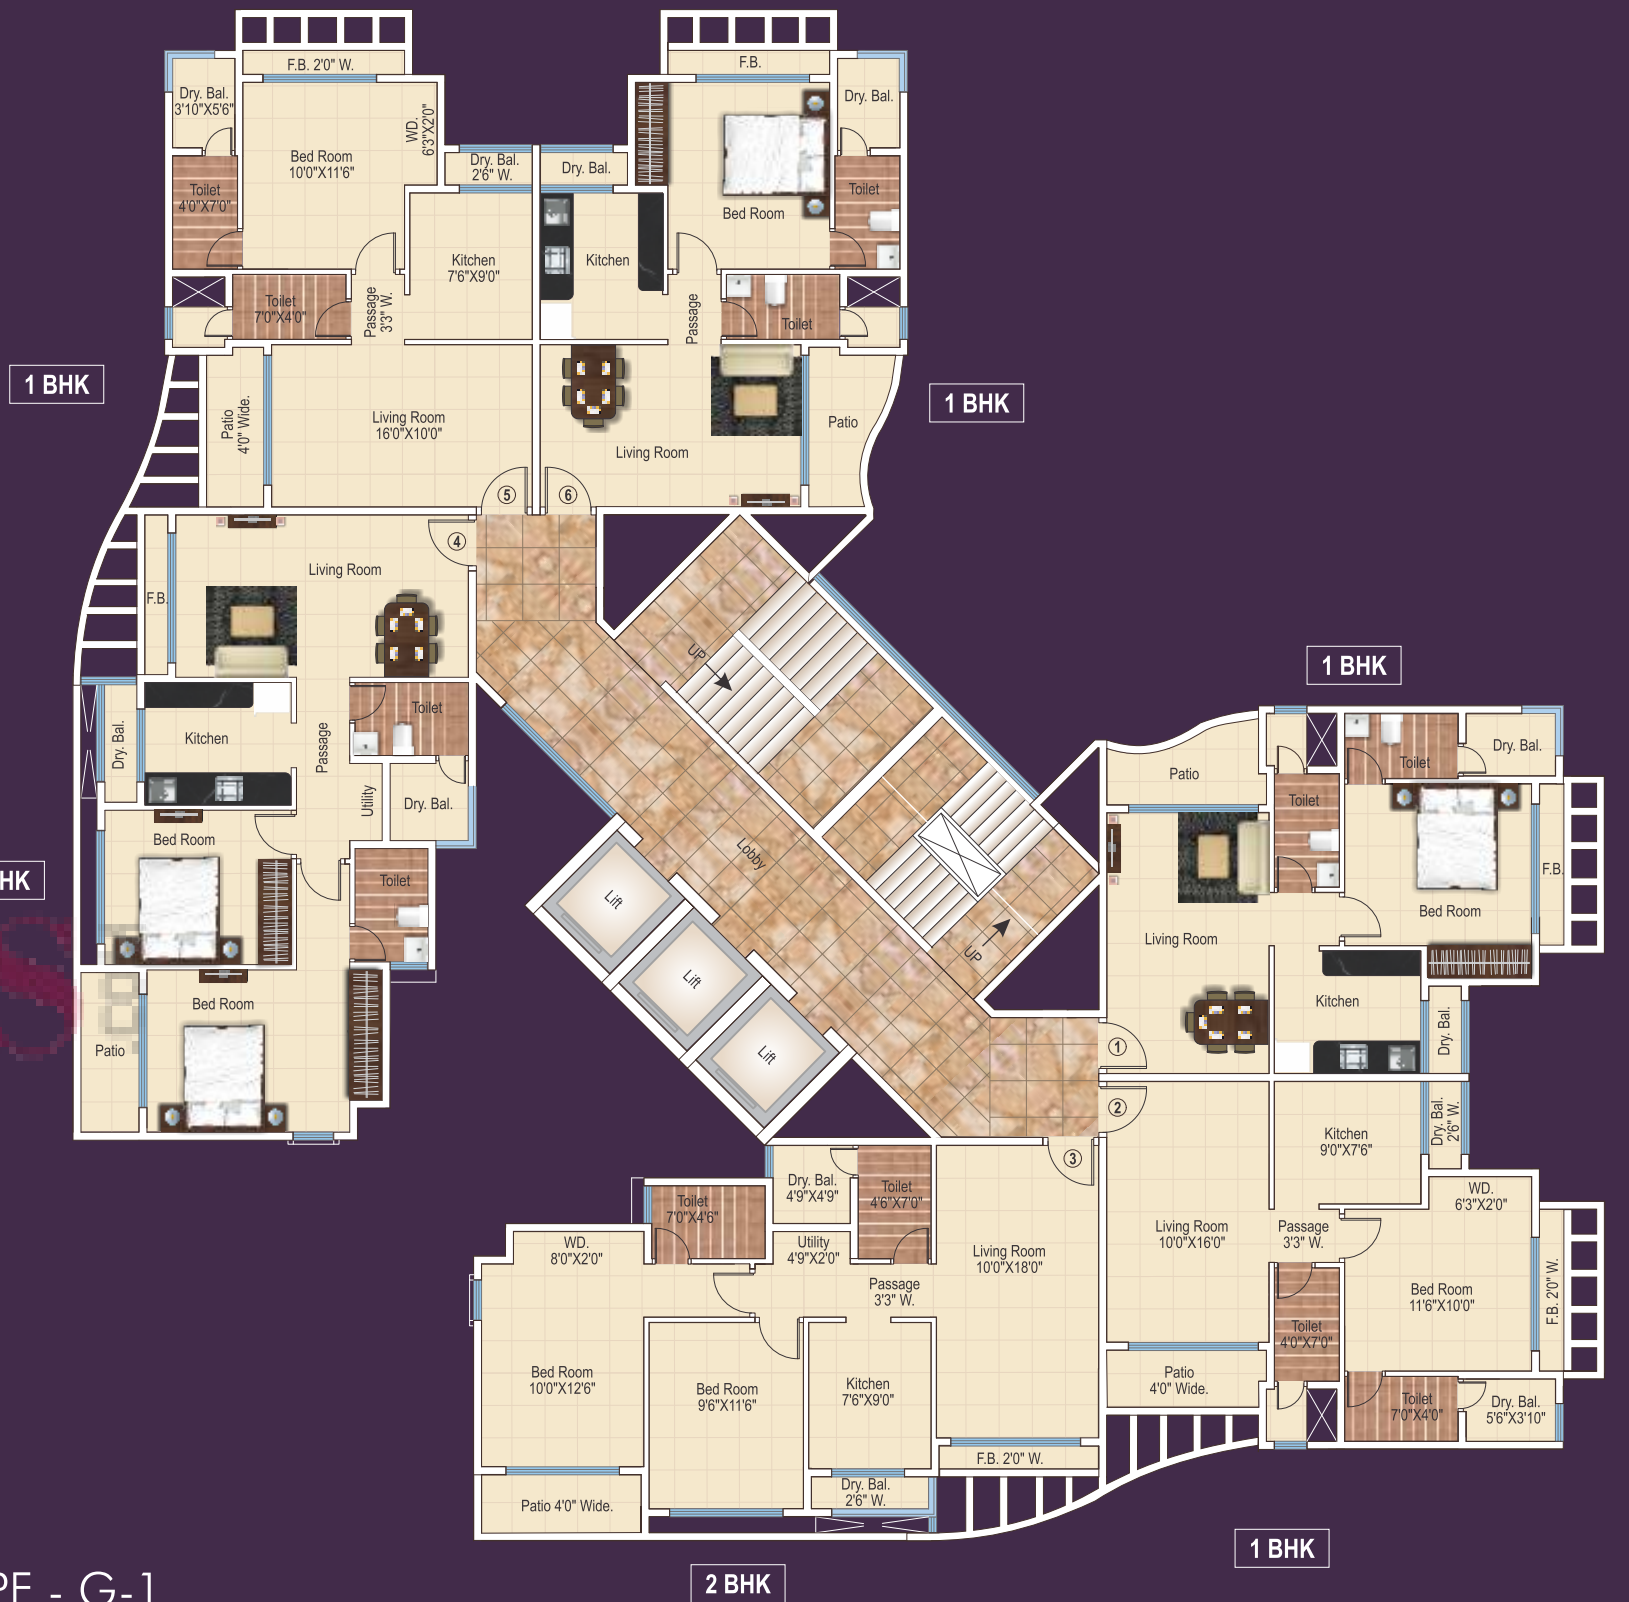 F.B. 2'0" W.
Dry. Bal.
3'10"X5'6"
WD.
6'3"X2'0"
Bed Room
10'0"X11'6"
Toilet
4'0"X7'0"
Dry. Bal.
2'6" W.
Kitchen
7'6"X9'0"
Toilet
7'0"X4'0"
Passage
3'3" W.
Patio
4'0" Wide.
Living Room
16'0"X10'0"
5
1 BHK
F.B.
Dry. Bal.
Dry. Bal.
Toilet
Bed Room
Kitchen
Passage
Toilet
Living Room
Patio
6
1 BHK
4
Living Room
F.B.
Toilet
Kitchen
Dry. Bal.
Passage
Utility
Dry. Bal.
Bed Room
Toilet
Bed Room
Patio
HK
UP
Lobby
UP
Lift
Lift
Lift
1 BHK
Patio
Toilet
Dry. Bal.
Toilet
F.B.
Bed Room
Living Room
Kitchen
Dry. Bal.
1
2
Kitchen
9'0"X7'6"
Dry. Bal.
2'6" W.
WD.
6'3"X2'0"
Living Room
10'0"X16'0"
Passage
3'3" W.
Bed Room
11'6"X10'0"
F.B. 2'0" W.
Toilet
4'0"X7'0"
Patio
4'0" Wide.
Toilet
7'0"X4'0"
Dry. Bal.
5'6"X3'10"
1 BHK
3
Dry. Bal.
4'9"X4'9"
Toilet
4'6"X7'0"
Toilet
7'0"X4'6"
WD.
8'0"X2'0"
Utility
4'9"X2'0"
Living Room
10'0"X18'0"
Passage
3'3" W.
Bed Room
10'0"X12'6"
Bed Room
9'6"X11'6"
Kitchen
7'6"X9'0"
F.B. 2'0" W.
Dry. Bal.
2'6" W.
Patio 4'0" Wide.
2 BHK
PE - G-1